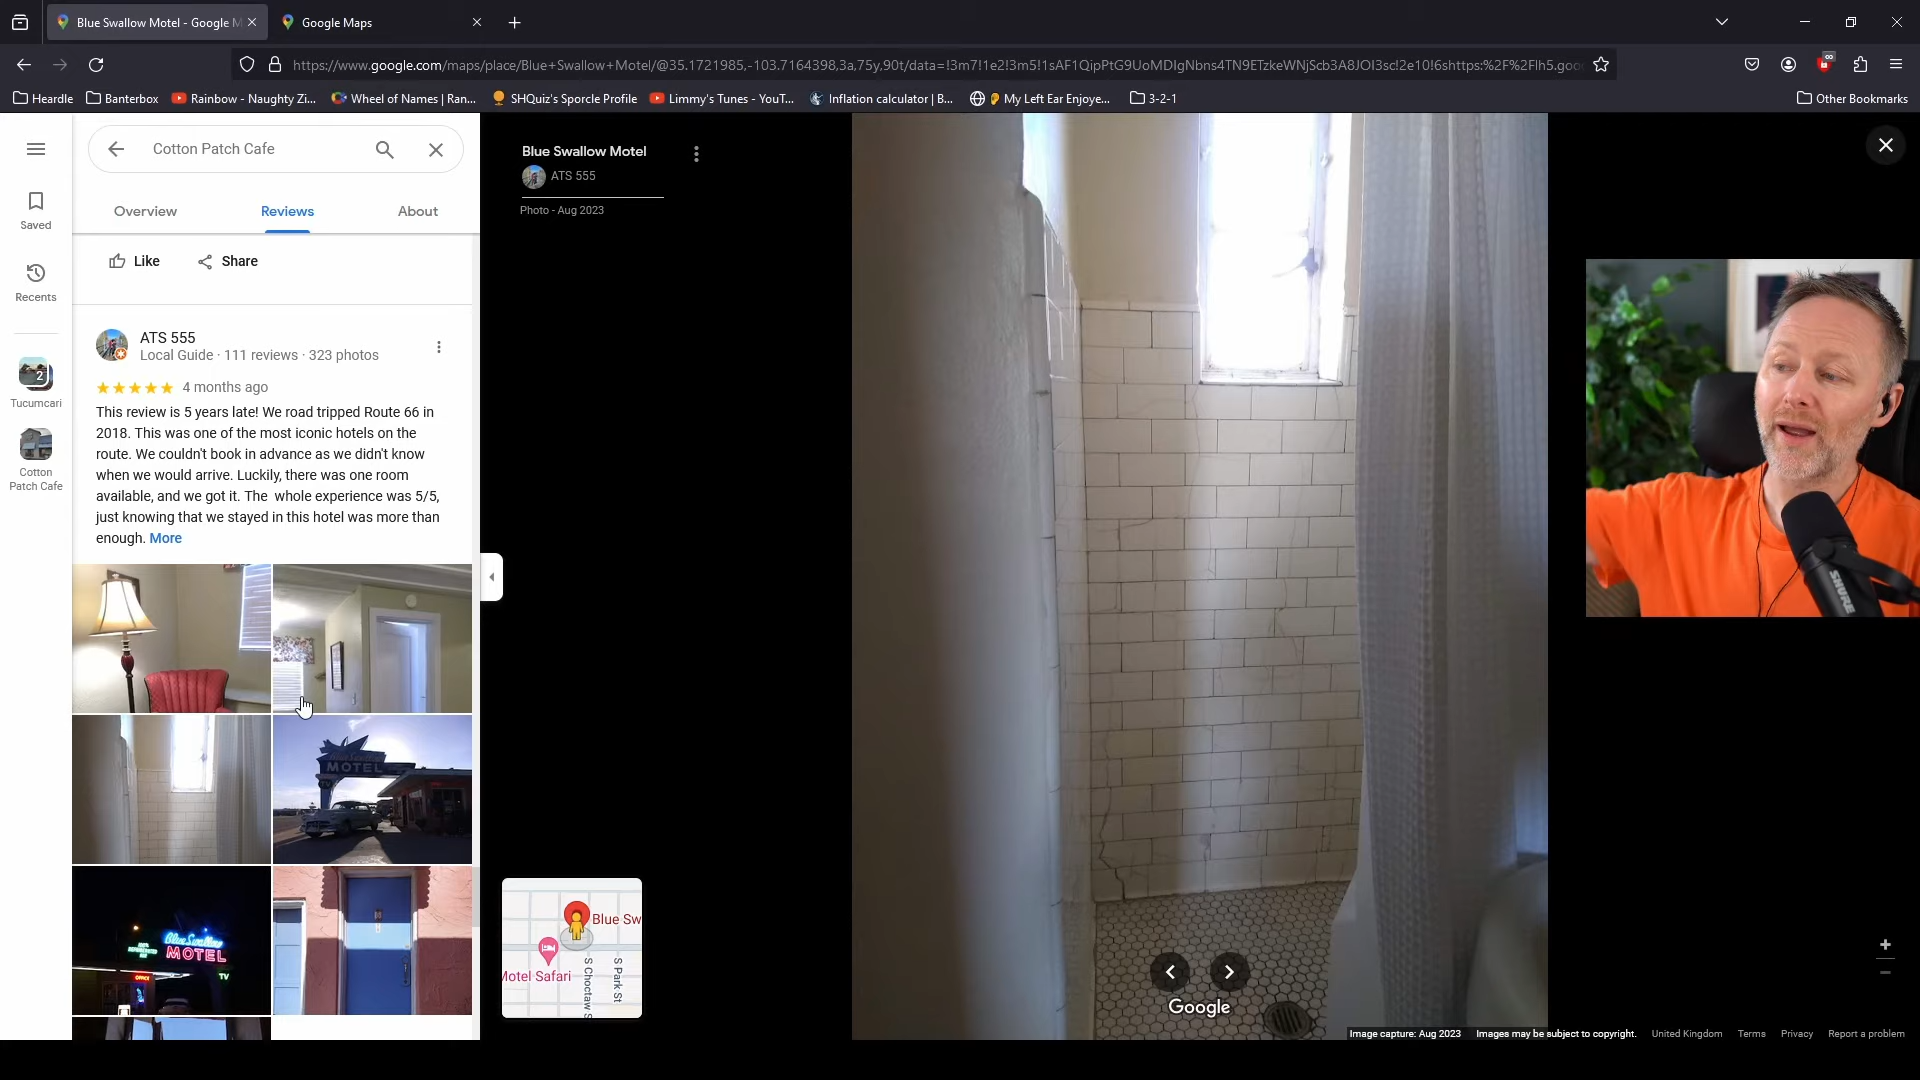 Blue Swallow Motel - Google M
Google Maps
https://www.google.com/maps/place/Blue+Swallow+Motel/@35.1721985,-103.7164398,3a,75y,90t/data=!3m7!1e2!3m5!1sAF1QipPtG9UoMDIgNbns4TN9ETzkeWNjScb3A8JOI3sc!2e10!6shttps:%2F%2Flh5.goo
Heardle
Banterbox
Rainbow - Naughty Zi...
Wheel of Names | Ran...
SHQuiz's Sporcle Profile
Limmy's Tunes - YouT...
Inflation calculator | B...
My Left Ear Enjoye...
3-2-1
Other Bookmarks
Cotton Patch Cafe
Overview
Reviews
About
Saved
Recents
2
Tucumcari
Cotton
Patch Cafe
Like
Share
ATS 555
Local Guide · 111 reviews · 323 photos
4 months ago
This review is 5 years late! We road tripped Route 66 in
2018. This was one of the most iconic hotels on the
route. We couldn't book in advance as we didn't know
when we would arrive. Luckily, there was one room
available, and we got it. The whole experience was 5/5,
just knowing that we stayed in this hotel was more than
enough. More
Blue Swallow
MOTEL
TV
Blue Swallow
MOTEL
OFFICE
TV
Blue Swallow Motel
ATS 555
Photo - Aug 2023
Blue Sw
Motel Safari
S Choctaw S
S Park St
Google
SHURE
Image capture: Aug 2023
Images may be subject to copyright.
United Kingdom
Terms
Privacy
Report a problem